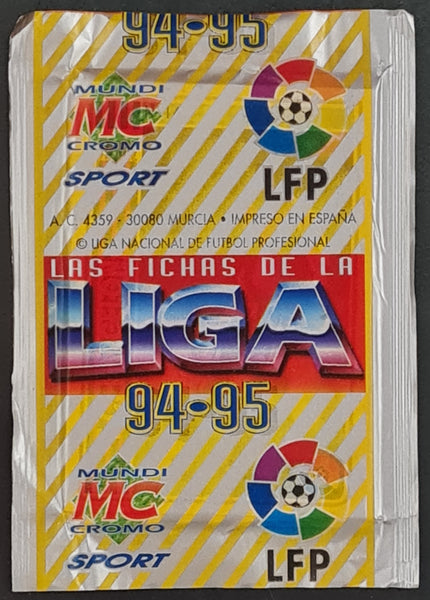 94•95
MUNDI
MC
CROMO
SPORT
LFP
A. C. 4359 - 30080 MURCIA • IMPRESO EN ESPAÑA
© LIGA NACIONAL DE FUTBOL PROFESIONAL
LAS FICHAS DE LA
LIGA
94•95
MUNDI
MC
CROMO
SPORT
LFP